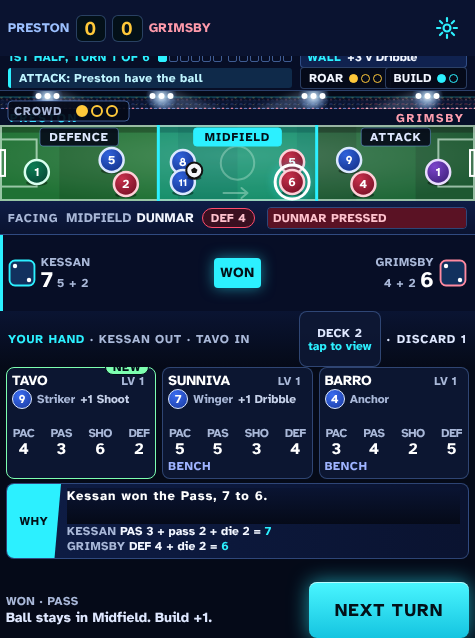 PRESTON 0 0 GRIMSBY
1ST HALF, TURN 1 OF 6
WALL +3 v Dribble
ATTACK: Preston have the ball
ROAR
BUILD
CROWD
GRIMSBY
DEFENCE
MIDFIELD
ATTACK
1 5 2 8 11 5 6 9 4 1
FACING MIDFIELD DUNMAR DEF 4 DUNMAR PRESSED
KESSAN
7 5 + 2
WON
GRIMSBY
4 + 2 6
YOUR HAND · KESSAN OUT · TAVO IN
DECK 2
tap to view
· DISCARD 1
NEW
TAVO LV 1
9 Striker +1 Shoot
PAC PAS SHO DEF
4 3 6 2
SUNNIVA LV 1
7 Winger +1 Dribble
PAC PAS SHO DEF
5 5 3 4
BENCH
BARRO LV 1
4 Anchor
PAC PAS SHO DEF
3 4 2 5
BENCH
WHY
Kessan won the Pass, 7 to 6.
KESSAN PAS 3 + pass 2 + die 2 = 7
GRIMSBY DEF 4 + die 2 = 6
WON · PASS
Ball stays in Midfield. Build +1.
NEXT TURN